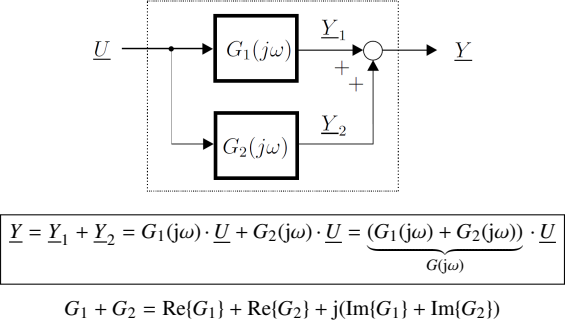 Y₁
U G₁(jω) Y
+
+
Y₂
G₂(jω)
Y = Y₁ + Y₂ = G₁(jω) · U + G₂(jω) · U = (G₁(jω) + G₂(jω)) · U
G(jω)
G₁ + G₂ = Re{G₁} + Re{G₂} + j(Im{G₁} + Im{G₂})